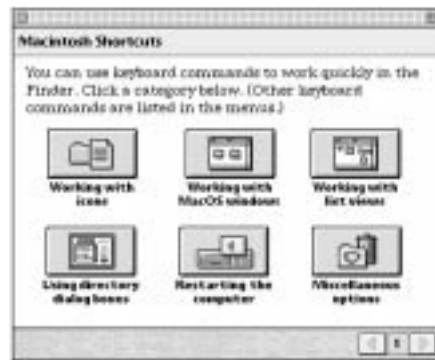 Macintosh Shortcuts
You can use keyboard commands to work quickly in the
Finder. Click a category below. (Other keyboard
commands are listed in the menus.)
Working with
icons
Working with
MacOS windows
Working with
list views
Using directory
dialog boxes
Restarting the
computer
Miscellaneous
options
1